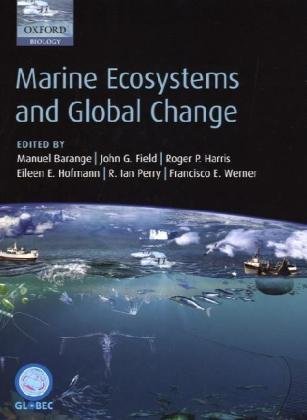 OXFORD
BIOLOGY
Marine Ecosystems
and Global Change
EDITED BY
Manuel Barange | John G. Field | Roger P. Harris
Eileen E. Hofmann | R. Ian Perry | Francisco E. Werner
GLOBEC